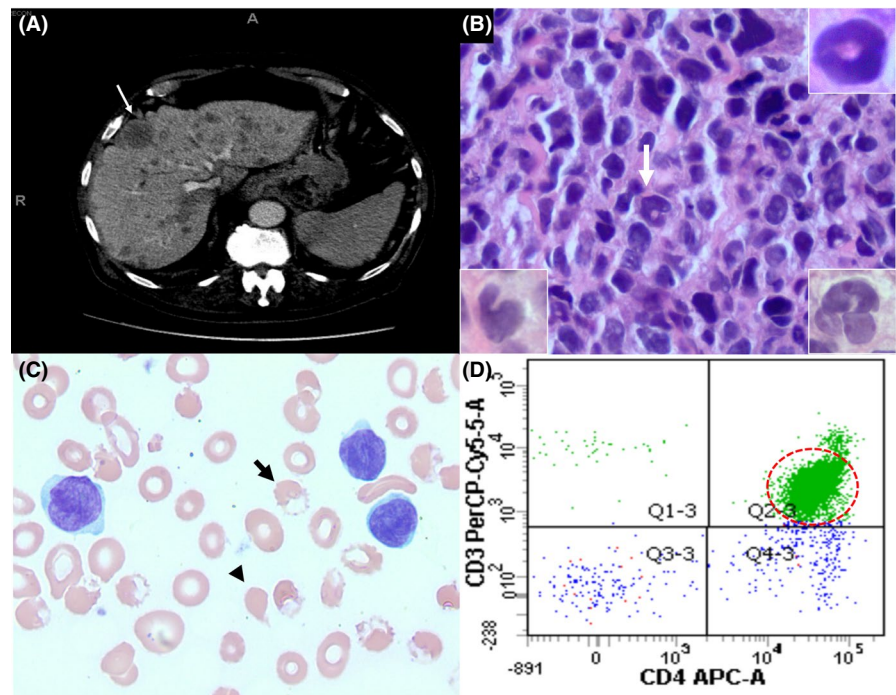 (A)
A
R
(B)
(C)
(D)
CD3 PerCP-Cy5-5-A
10^5
10^4
10^3
10^2
0
-238
Q1-3
Q2-3
Q3-3
Q4-3
-891
0
10^3
10^4
10^5
CD4 APC-A